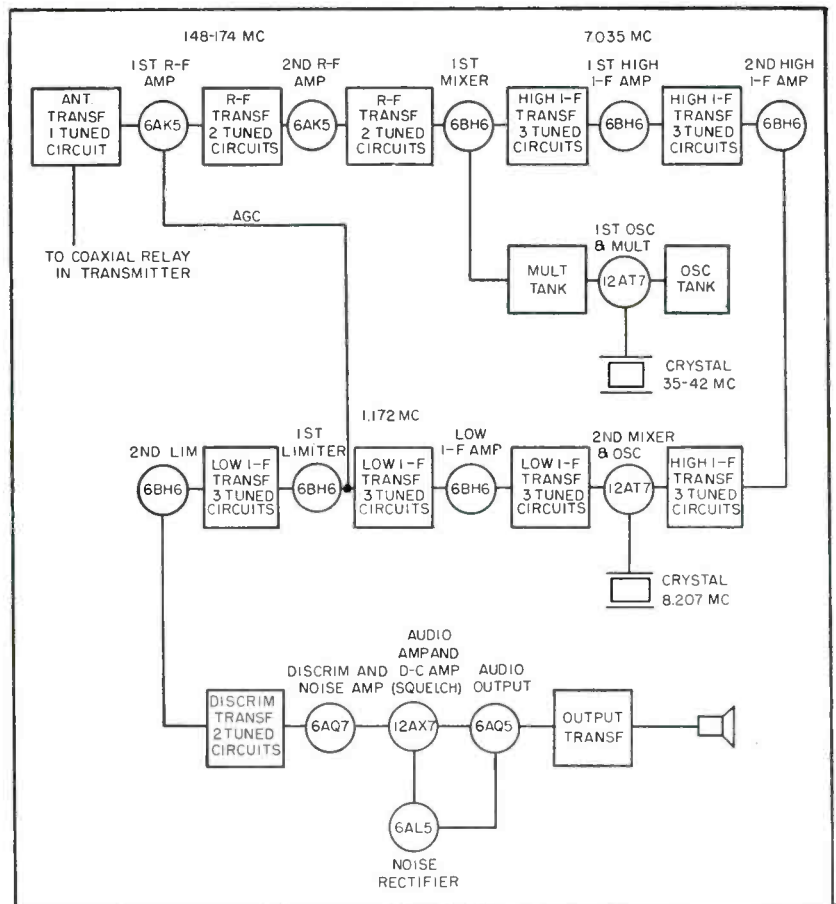 148-174 MC
7035 MC
1ST R-F
AMP
2ND R-F
AMP
1ST
MIXER
1ST HIGH
I-F AMP
2ND HIGH
I-F AMP
ANT.
TRANSF
1 TUNED
CIRCUIT
6AK5
R-F
TRANSF
2 TUNED
CIRCUITS
6AK5
R-F
TRANSF
2 TUNED
CIRCUITS
6BH6
HIGH I-F
TRANSF
3 TUNED
CIRCUITS
6BH6
HIGH I-F
TRANSF
3 TUNED
CIRCUITS
6BH6
AGC
TO COAXIAL RELAY
IN TRANSMITTER
1ST OSC
& MULT
MULT
TANK
12AT7
OSC
TANK
CRYSTAL
35-42 MC
1.172 MC
2ND LIM
1ST
LIMITER
LOW
I-F AMP
2ND MIXER
& OSC
6BH6
LOW I-F
TRANSF
3 TUNED
CIRCUITS
6BH6
LOW I-F
TRANSF
3 TUNED
CIRCUITS
6BH6
LOW I-F
TRANSF
3 TUNED
CIRCUITS
12AT7
HIGH I-F
TRANSF
3 TUNED
CIRCUITS
CRYSTAL
8.207 MC
DISCRIM AND
NOISE AMP
AUDIO
AMP AND
D-C AMP
(SQUELCH)
AUDIO
OUTPUT
DISCRIM
TRANSF
2 TUNED
CIRCUITS
6AQ7
12AX7
6AQ5
OUTPUT
TRANSF
6AL5
NOISE
RECTIFIER